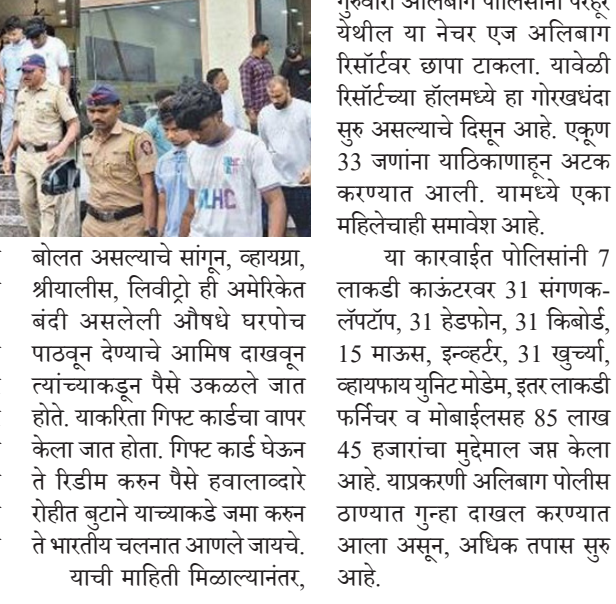 बोलत असल्याचे सांगून, व्हायग्रा,
श्रीयालीस, लिवीट्रो ही अमेरिकेत
बंदी असलेली औषधे घरपोच
पाठवून देण्याचे आमिष दाखवून
त्यांच्याकडून पैसे उकळले जात
होते. याकरिता गिफ्ट कार्डचा वापर
केला जात होता. गिफ्ट कार्ड घेऊन
ते रिडीम करुन पैसे हवालाव्दारे
रोहीत बुटाने याच्याकडे जमा करुन
ते भारतीय चलनात आणले जायचे.
याची माहिती मिळाल्यानंतर,
गुरुवारी अलिबाग पोलिसांनी परहूर
येथील या नेचर एज अलिबाग
रिसॉर्टवर छापा टाकला. यावेळी
रिसॉर्टच्या हॉलमध्ये हा गोरखधंदा
सुरु असल्याचे दिसून आहे. एकूण
33 जणांना याठिकाणाहून अटक
करण्यात आली. यामध्ये एका
महिलेचाही समावेश आहे.
या कारवाईत पोलिसांनी 7
लाकडी काऊंटरवर 31 संगणक-
लॅपटॉप, 31 हेडफोन, 31 किबोर्ड,
15 माऊस, इन्व्हर्टर, 31 खुर्च्या,
व्हायफाय युनिट मोडेम, इतर लाकडी
फर्निचर व मोबाईलसह 85 लाख
45 हजारांचा मुद्देमाल जप्त केला
आहे. याप्रकरणी अलिबाग पोलीस
ठाण्यात गुन्हा दाखल करण्यात
आला असून, अधिक तपास सुरु
आहे.